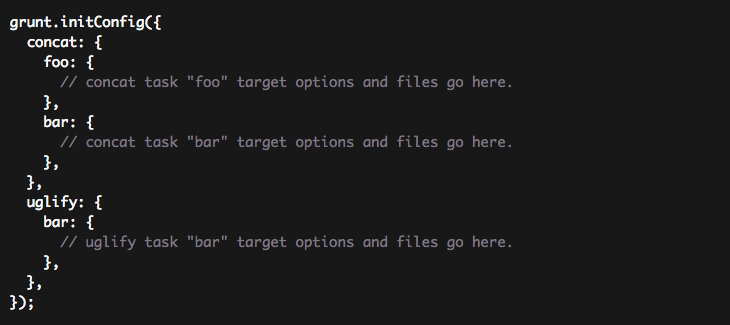 grunt.initConfig({
  concat: {
    foo: {
      // concat task "foo" target options and files go here.
    },
    bar: {
      // concat task "bar" target options and files go here.
    },
  },
  uglify: {
    bar: {
      // uglify task "bar" target options and files go here.
    },
  },
});